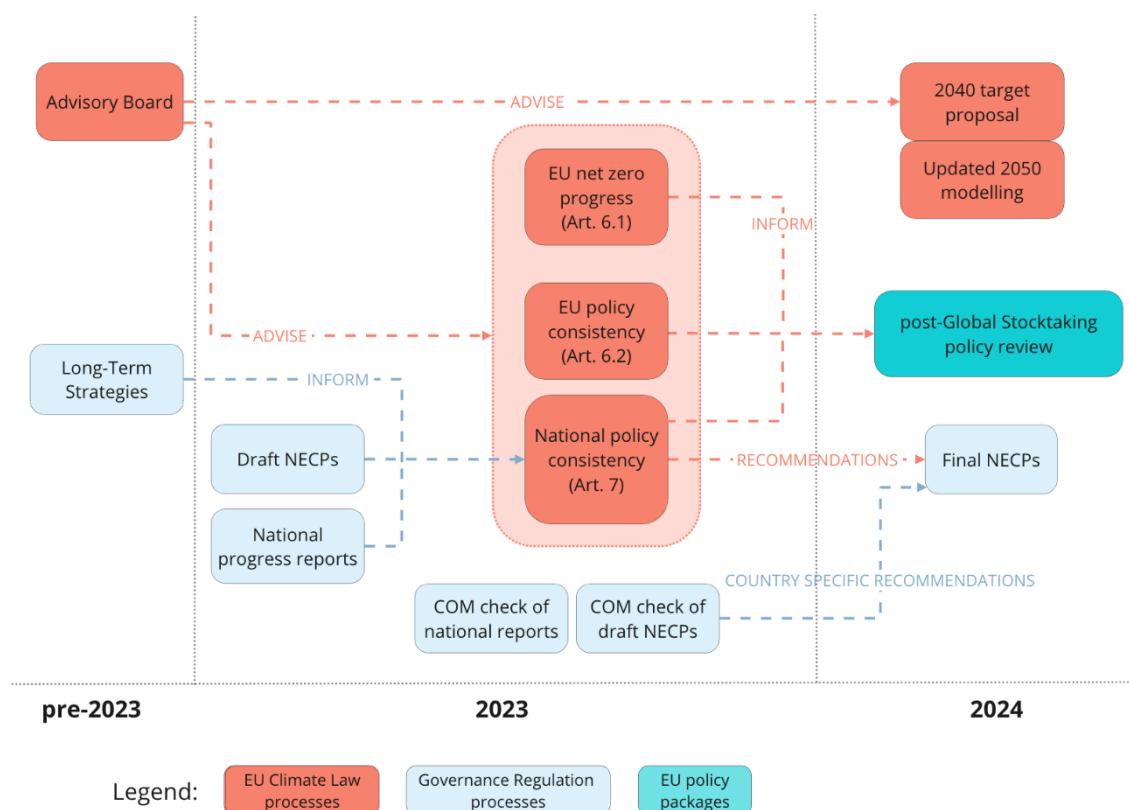 Advisory Board
ADVISE
2040 target
proposal
Updated 2050
modelling
EU net zero
progress
(Art. 6.1)
INFORM
ADVISE
EU policy
consistency
(Art. 6.2)
post-Global Stocktaking
policy review
Long-Term
Strategies
INFORM
Draft NECPs
National policy
consistency
(Art. 7)
RECOMMENDATIONS
Final NECPs
National
progress reports
COM check of
national reports
COM check of
draft NECPs
COUNTRY SPECIFIC RECOMMENDATIONS
pre-2023
2023
2024
Legend:
EU Climate Law
processes
Governance Regulation
processes
EU policy
packages